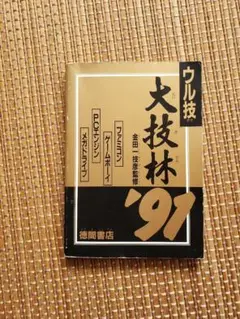 ウル技
大技林
'91
金田一技彦監修
ファミコン
ゲームボーイ
PCエンジン
メガドライブ
徳間書店